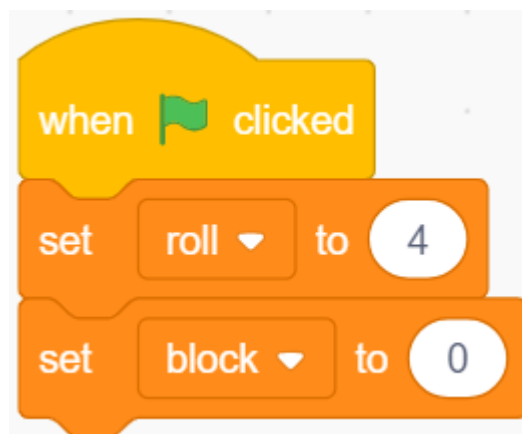 when clicked
set roll to 4
set block to 0